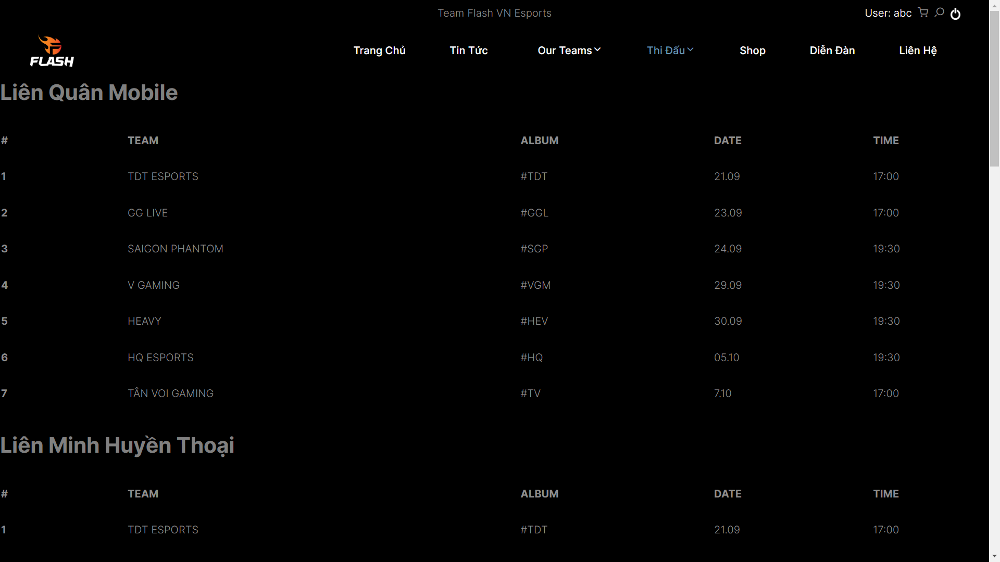 Team Flash VN Esports
User: abc
FLASH
Trang Chủ Tin Tức Our Teams Thi Đấu Shop Diễn Đàn Liên Hệ
Liên Quân Mobile
# TEAM ALBUM DATE TIME
1 TDT ESPORTS #TDT 21.09 17:00
2 GG LIVE #GGL 23.09 17:00
3 SAIGON PHANTOM #SGP 24.09 19:30
4 V GAMING #VGM 29.09 19:30
5 HEAVY #HEV 30.09 19:30
6 HQ ESPORTS #HQ 05.10 19:30
7 TÂN VOI GAMING #TV 7.10 17:00
Liên Minh Huyền Thoại
# TEAM ALBUM DATE TIME
1 TDT ESPORTS #TDT 21.09 17:00